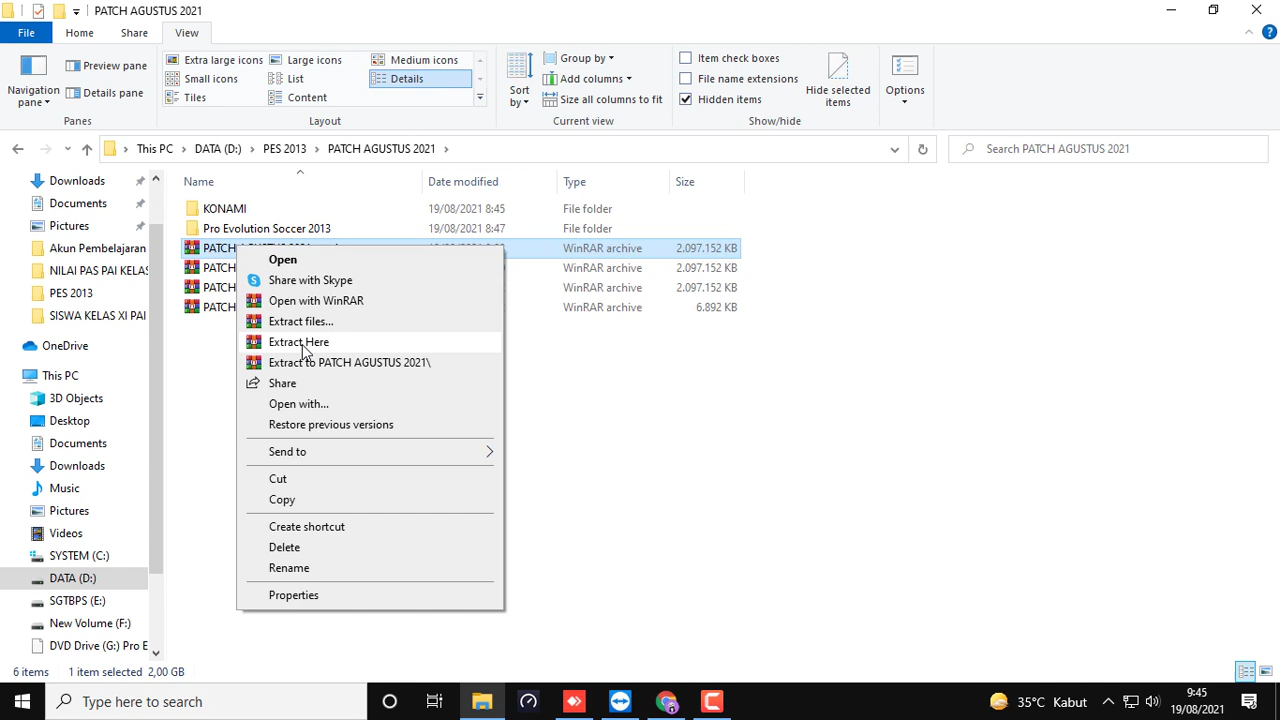 PATCH AGUSTUS 2021
File Home Share View
Navigation pane
Preview pane
Details pane
Panes
Extra large icons Large icons Medium icons
Small icons List Details
Tiles Content
Layout
Sort by
Group by
Add columns
Size all columns to fit
Current view
Item check boxes
File name extensions
Hidden items
Hide selected items
Show/hide
Options
This PC DATA (D:) PES 2013 PATCH AGUSTUS 2021
Search PATCH AGUSTUS 2021
Name Date modified Type Size
KONAMI 19/08/2021 8:45 File folder
Pro Evolution Soccer 2013 19/08/2021 8:47 File folder
PATCH WinRAR archive 2.097.152 KB
PATCH WinRAR archive 2.097.152 KB
PATCH WinRAR archive 2.097.152 KB
PATCH WinRAR archive 6.892 KB
Downloads
Documents
Pictures
Akun Pembelajaran
NILAI PAS PAI KELAS
PES 2013
SISWA KELAS XI PAI
OneDrive
This PC
3D Objects
Desktop
Documents
Downloads
Music
Pictures
Videos
SYSTEM (C:)
DATA (D:)
SGTBPS (E:)
New Volume (F:)
DVD Drive (G:) Pro E
Open
Share with Skype
Open with WinRAR
Extract files...
Extract Here
Extract to PATCH AGUSTUS 2021\
Share
Open with...
Restore previous versions
Send to
Cut
Copy
Create shortcut
Delete
Rename
Properties
6 items 1 item selected 2,00 GB
Type here to search
35°C Kabut
9:45
19/08/2021